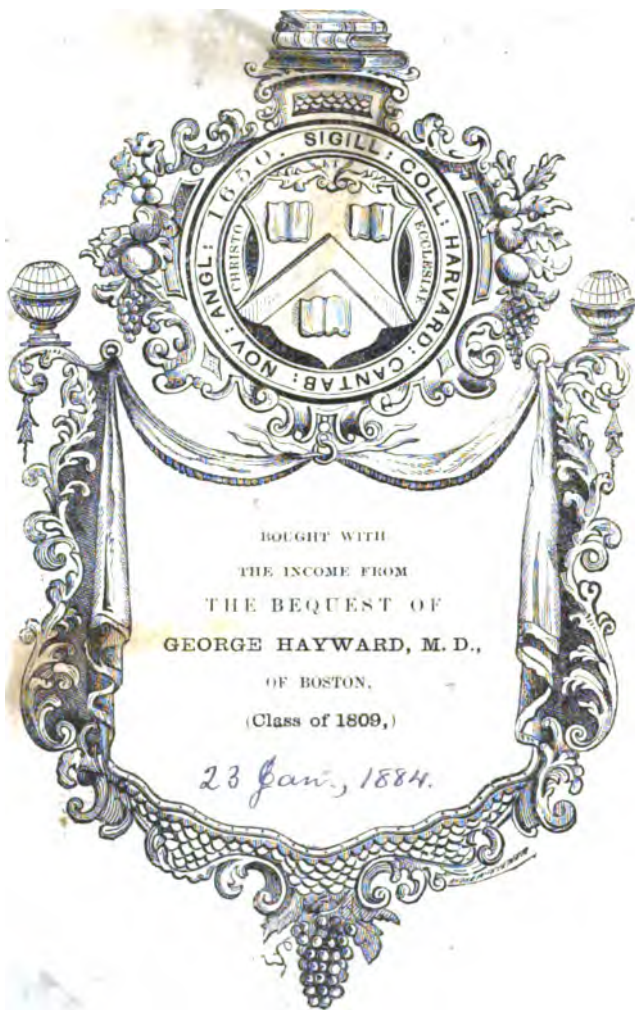 SIGILL: COLL: HARVARD: CANTAB: NOV: ANGL: 1650.
ET
CHRISTO
ECCLESIAE
BOUGHT WITH
THE INCOME FROM
THE BEQUEST OF
GEORGE HAYWARD, M. D.,
OF BOSTON,
(Class of 1809,)
23 Jan., 1884.